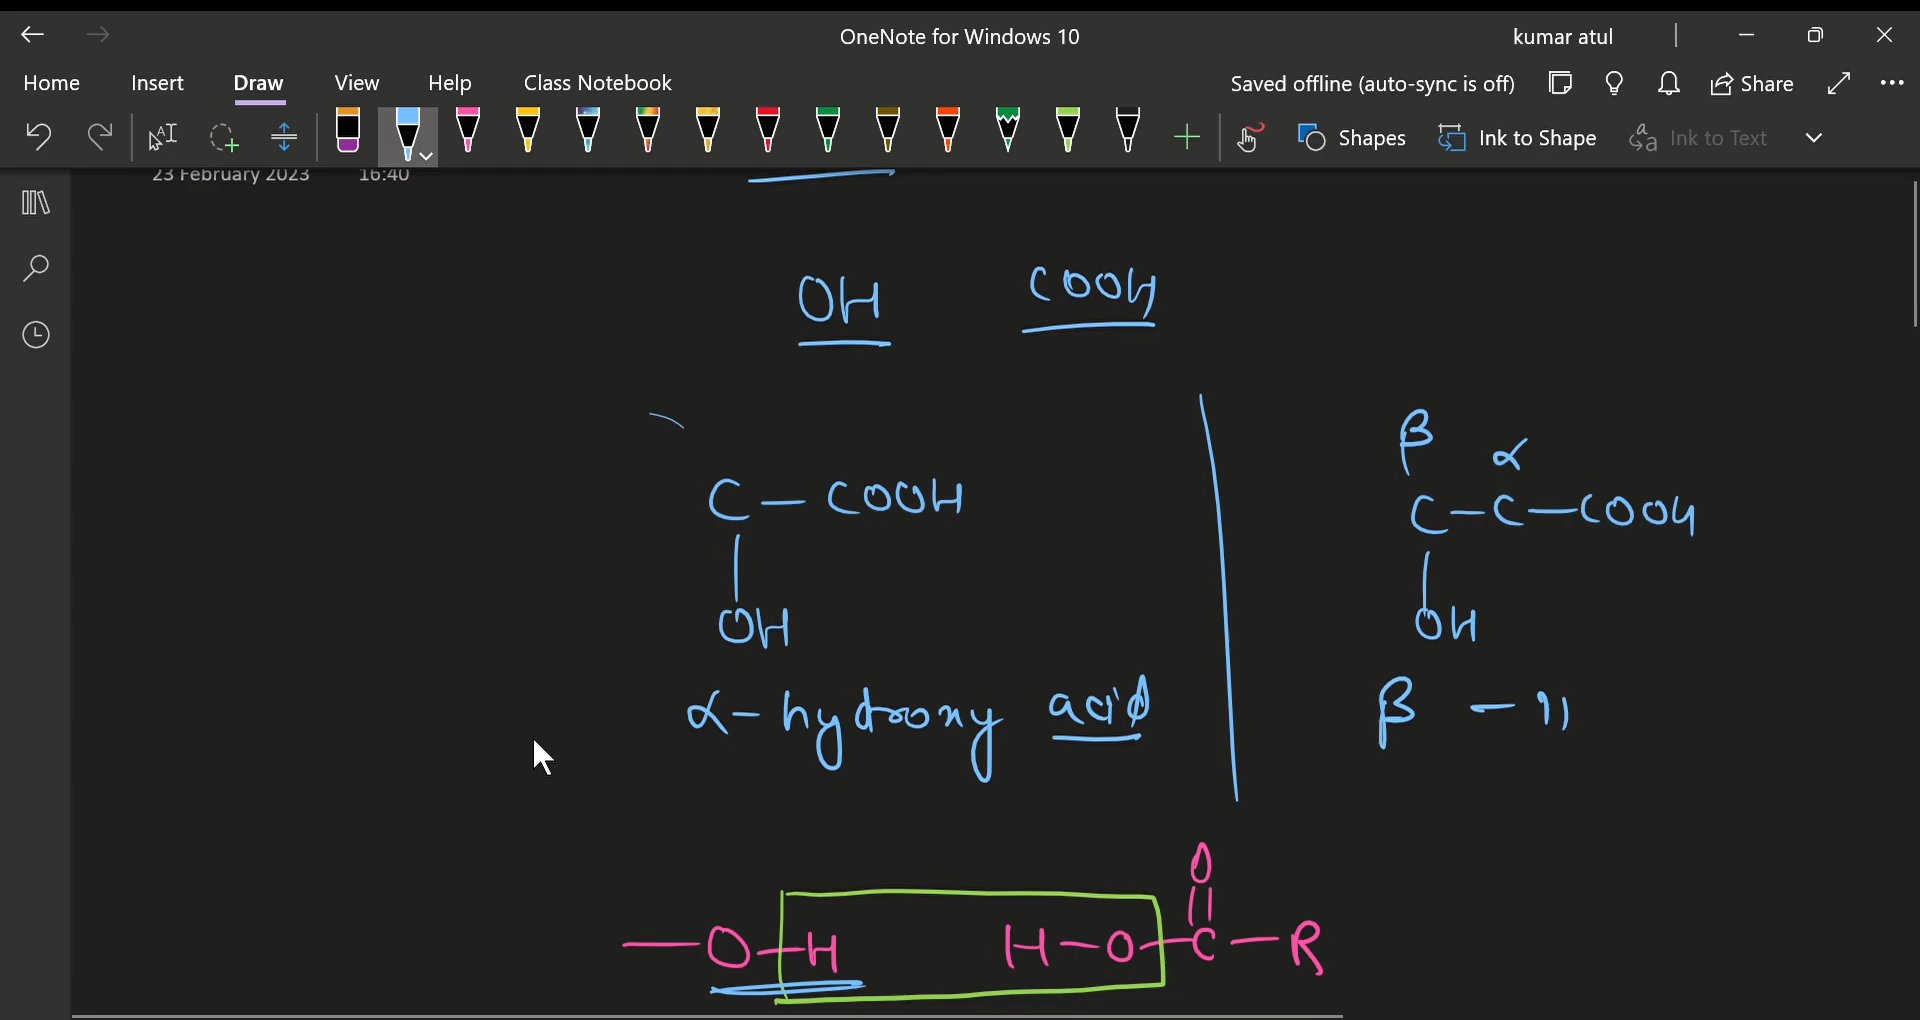 OneNote for Windows 10
kumar atul
Home Insert Draw View Help Class Notebook
Saved offline (auto-sync is off) Share
Shapes Ink to Shape Ink to Text
23 February 2023 16:40
OH COOH
β α
C – COOH
C – C – COOH
OH
OH
α – hydroxy acid
β – 11
O
– O – H H – O – C – R